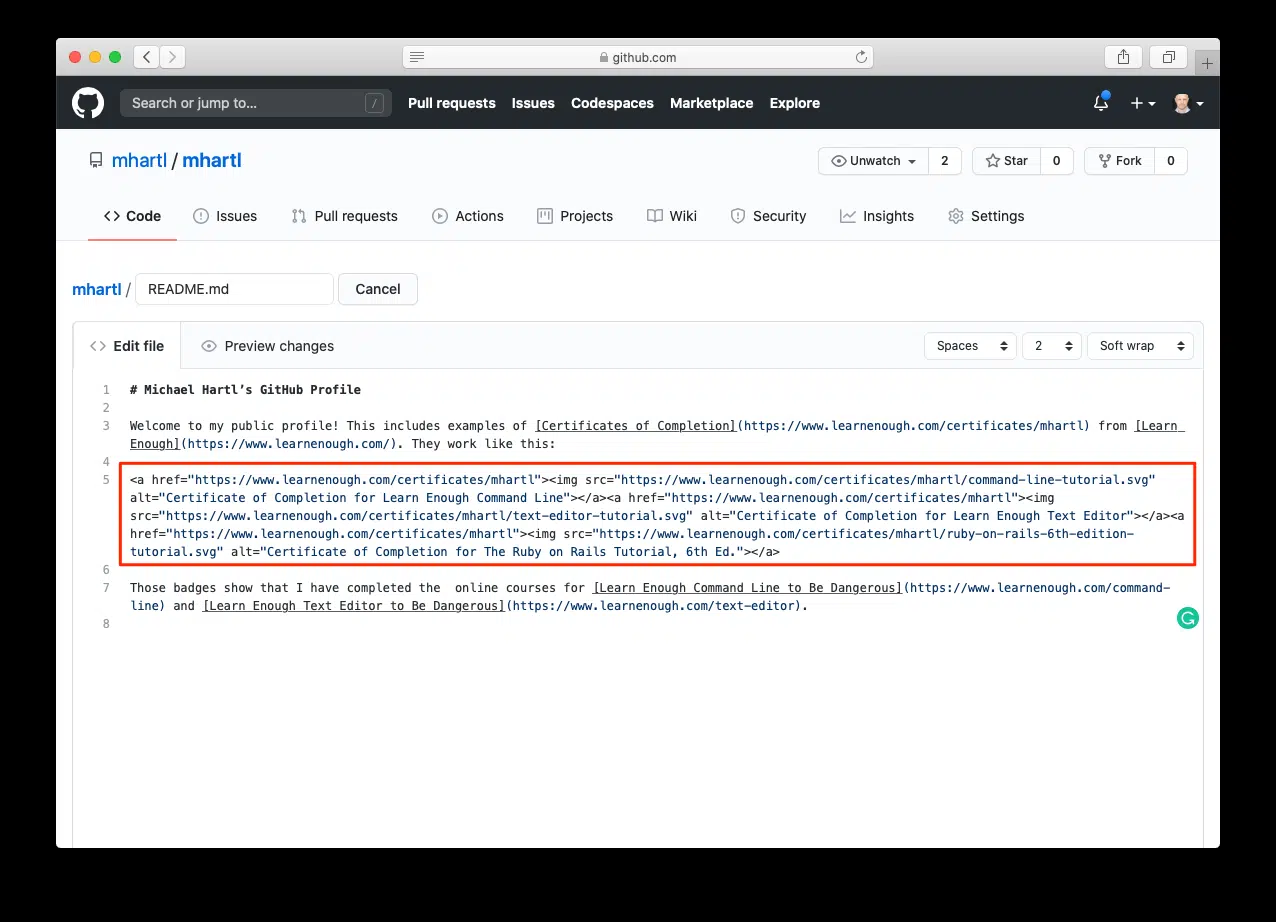 github.com
Search or jump to... /
Pull requests Issues Codespaces Marketplace Explore
mhartl / mhartl
Unwatch 2 Star 0 Fork 0
Code Issues Pull requests Actions Projects Wiki Security Insights Settings
mhartl / README.md Cancel
Edit file Preview changes Spaces 2 Soft wrap
1 # Michael Hartl’s GitHub Profile
2
3 Welcome to my public profile! This includes examples of [Certificates of Completion](https://www.learnenough.com/certificates/mhartl) from [Learn
Enough](https://www.learnenough.com/). They work like this:
4
5 <a href="https://www.learnenough.com/certificates/mhartl"><img src="https://www.learnenough.com/certificates/mhartl/command-line-tutorial.svg"
alt="Certificate of Completion for Learn Enough Command Line"></a><a href="https://www.learnenough.com/certificates/mhartl"><img
src="https://www.learnenough.com/certificates/mhartl/text-editor-tutorial.svg" alt="Certificate of Completion for Learn Enough Text Editor"></a><a
href="https://www.learnenough.com/certificates/mhartl"><img src="https://www.learnenough.com/certificates/mhartl/ruby-on-rails-6th-edition-
tutorial.svg" alt="Certificate of Completion for The Ruby on Rails Tutorial, 6th Ed."></a>
6
7 Those badges show that I have completed the  online courses for [Learn Enough Command Line to Be Dangerous](https://www.learnenough.com/command-
line) and [Learn Enough Text Editor to Be Dangerous](https://www.learnenough.com/text-editor).
8